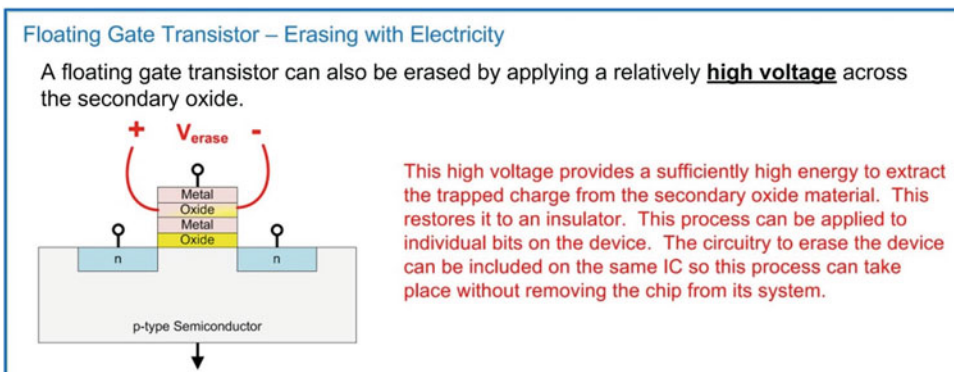 Floating Gate Transistor – Erasing with Electricity
A floating gate transistor can also be erased by applying a relatively high voltage across
the secondary oxide.
+ Verase -
Metal
Oxide
Metal
Oxide
n
n
p-type Semiconductor
This high voltage provides a sufficiently high energy to extract
the trapped charge from the secondary oxide material. This
restores it to an insulator. This process can be applied to
individual bits on the device. The circuitry to erase the device
can be included on the same IC so this process can take
place without removing the chip from its system.